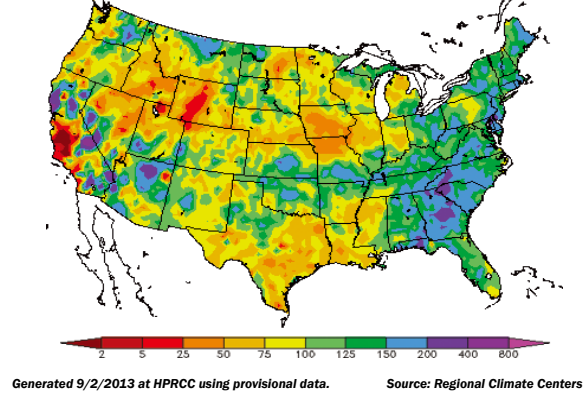 2 5 25 50 75 100 125 150 200 400 800
Generated 9/2/2013 at HPRCC using provisional data. Source: Regional Climate Centers